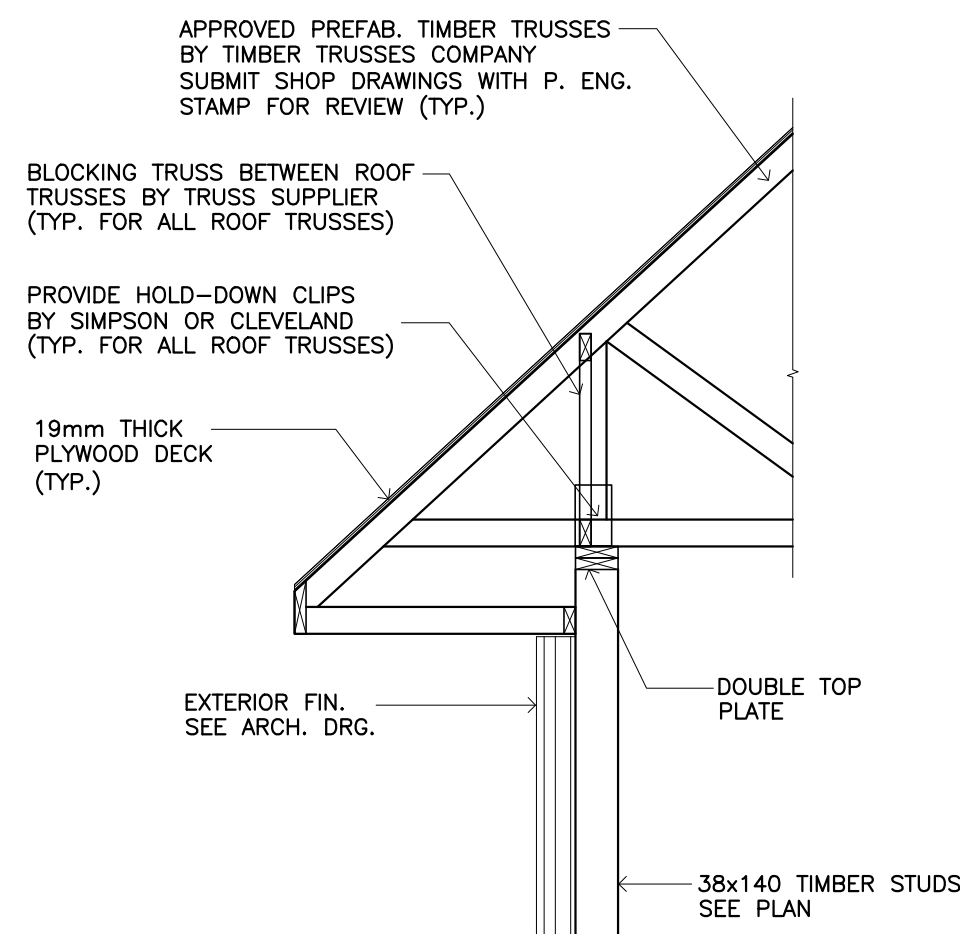 APPROVED PREFAB. TIMBER TRUSSES
BY TIMBER TRUSSES COMPANY
SUBMIT SHOP DRAWINGS WITH P. ENG.
STAMP FOR REVIEW (TYP.)
BLOCKING TRUSS BETWEEN ROOF
TRUSSES BY TRUSS SUPPLIER
(TYP. FOR ALL ROOF TRUSSES)
PROVIDE HOLD-DOWN CLIPS
BY SIMPSON OR CLEVELAND
(TYP. FOR ALL ROOF TRUSSES)
19mm THICK
PLYWOOD DECK
(TYP.)
EXTERIOR FIN.
SEE ARCH. DRG.
DOUBLE TOP
PLATE
38x140 TIMBER STUDS
SEE PLAN